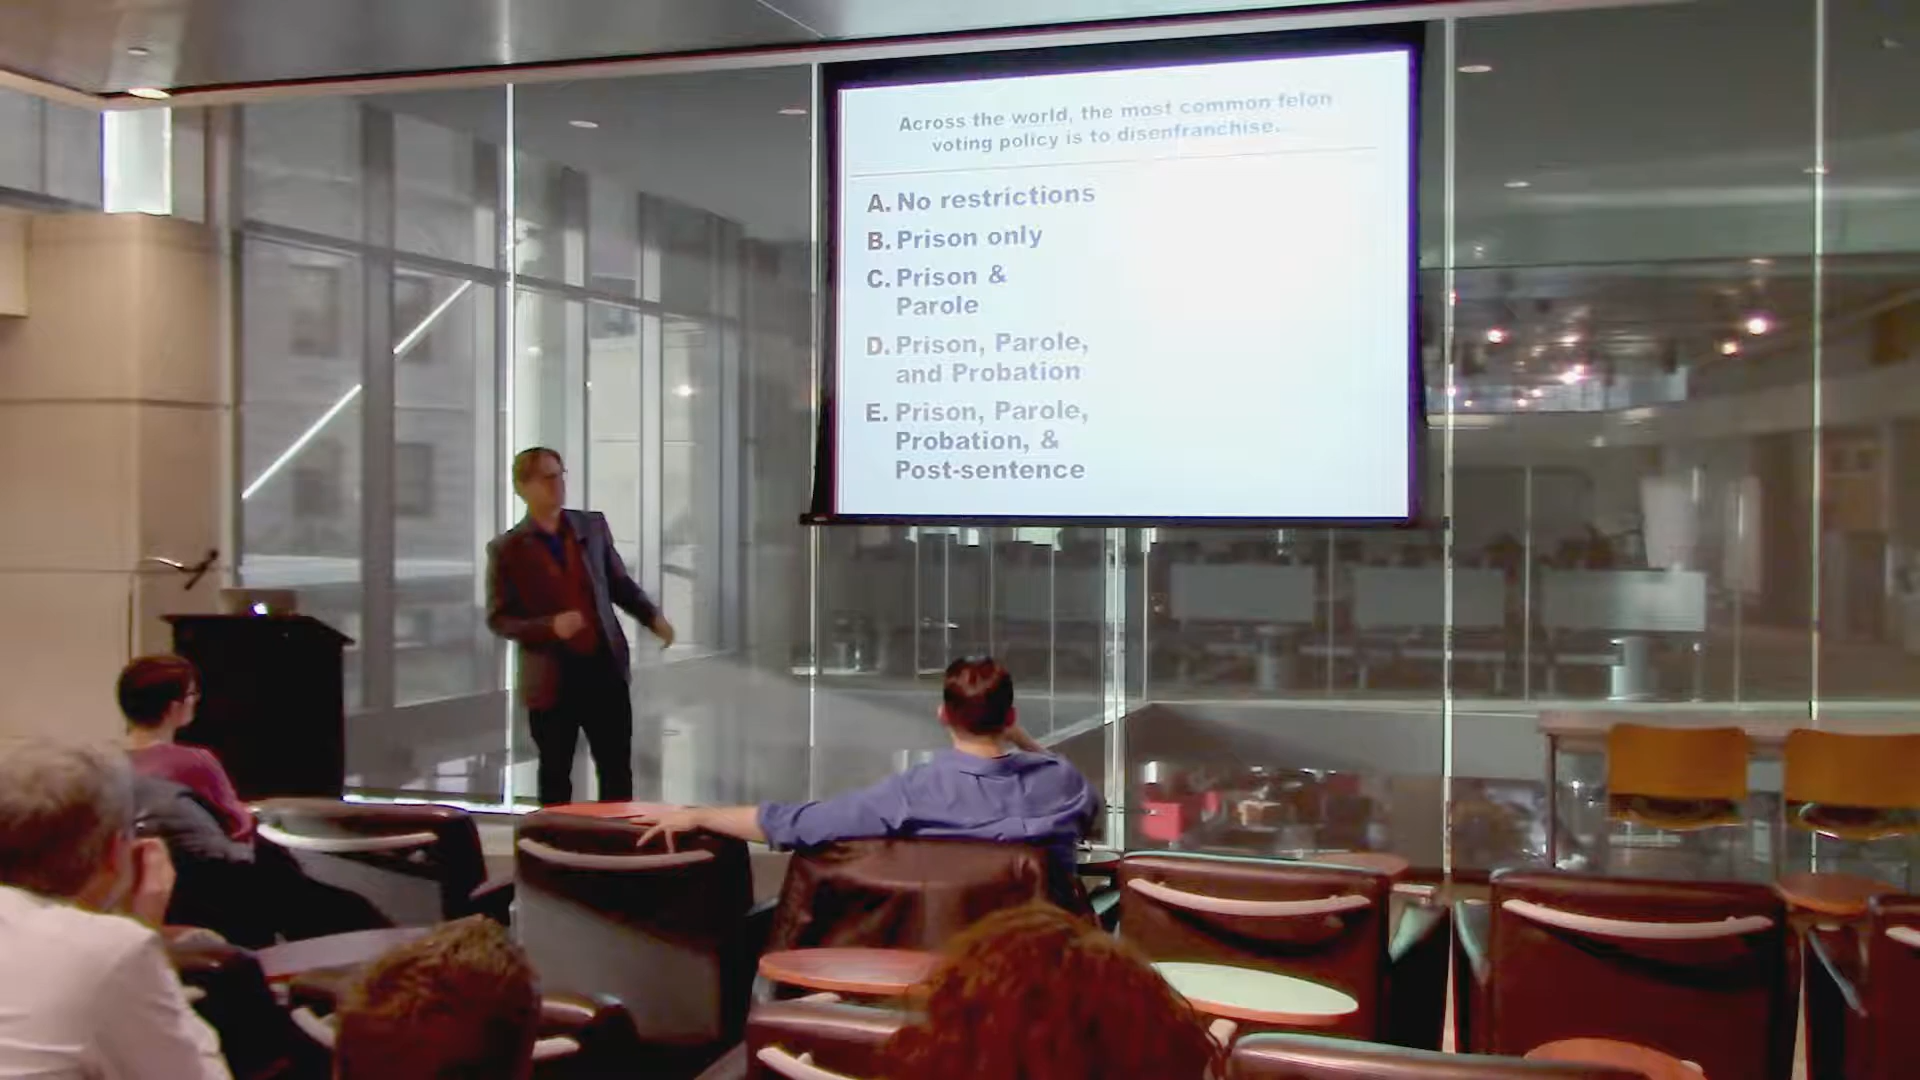 Across the world, the most common felon
voting policy is to disenfranchise.
A. No restrictions
B. Prison only
C. Prison &
Parole
D. Prison, Parole,
and Probation
E. Prison, Parole,
Probation, &
Post-sentence